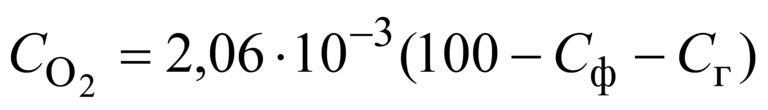 C_{O_2} = 2,06 · 10^{−3}(100 − C_ф − C_г)